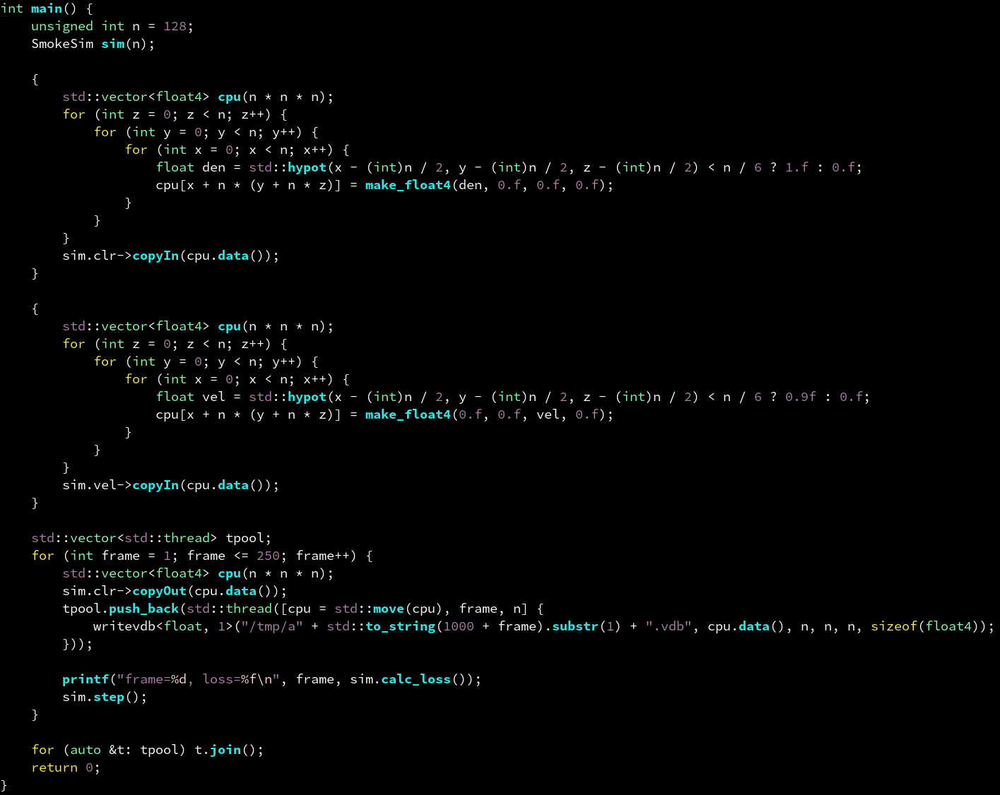 int main() {
    unsigned int n = 128;
    SmokeSim sim(n);

    {
        std::vector<float4> cpu(n * n * n);
        for (int z = 0; z < n; z++) {
            for (int y = 0; y < n; y++) {
                for (int x = 0; x < n; x++) {
                    float den = std::hypot(x - (int)n / 2, y - (int)n / 2, z - (int)n / 2) < n / 6 ? 1.f : 0.f;
                    cpu[x + n * (y + n * z)] = make_float4(den, 0.f, 0.f, 0.f);
                }
            }
        }
        sim.clr->copyIn(cpu.data());
    }

    {
        std::vector<float4> cpu(n * n * n);
        for (int z = 0; z < n; z++) {
            for (int y = 0; y < n; y++) {
                for (int x = 0; x < n; x++) {
                    float vel = std::hypot(x - (int)n / 2, y - (int)n / 2, z - (int)n / 2) < n / 6 ? 0.9f : 0.f;
                    cpu[x + n * (y + n * z)] = make_float4(0.f, 0.f, vel, 0.f);
                }
            }
        }
        sim.vel->copyIn(cpu.data());
    }

    std::vector<std::thread> tpool;
    for (int frame = 1; frame <= 250; frame++) {
        std::vector<float4> cpu(n * n * n);
        sim.clr->copyOut(cpu.data());
        tpool.push_back(std::thread([cpu = std::move(cpu), frame, n] {
            writevdb<float, 1>("/tmp/a" + std::to_string(1000 + frame).substr(1) + ".vdb", cpu.data(), n, n, n, sizeof(float4));
        }));

        printf("frame=%d, loss=%f\n", frame, sim.calc_loss());
        sim.step();
    }

    for (auto &t: tpool) t.join();
    return 0;
}